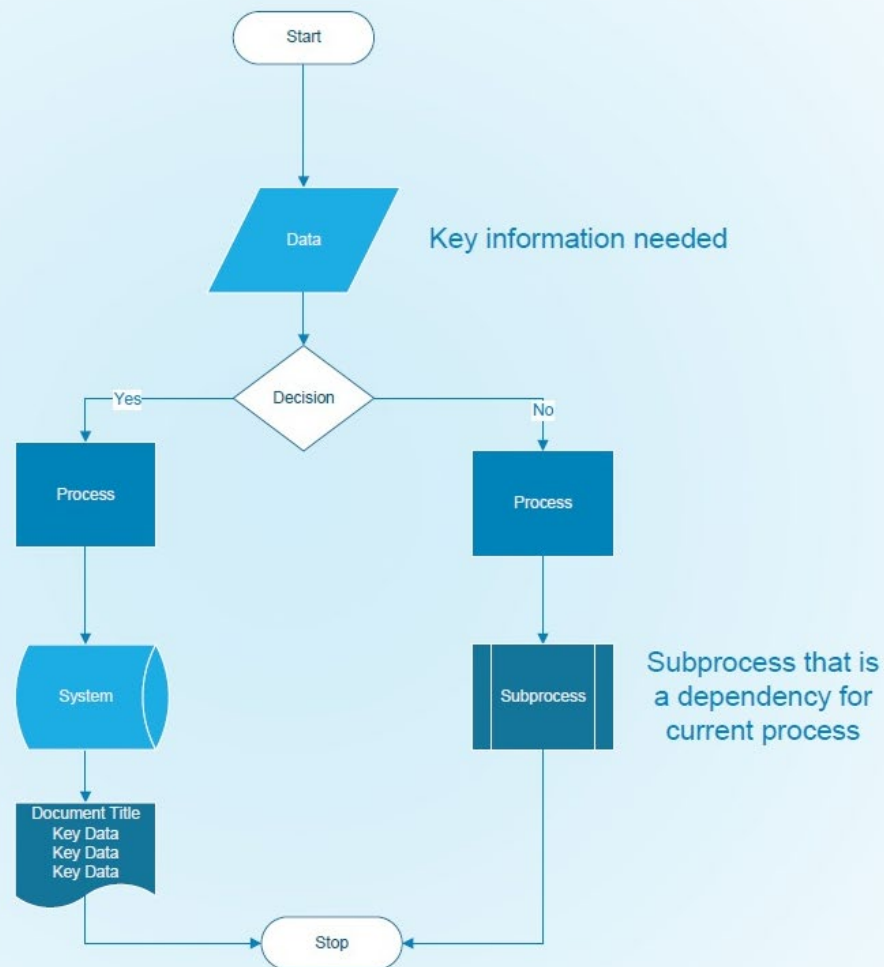 Start
Data
Key information needed
Decision
Yes
No
Process
Process
System
Subprocess
Subprocess that is
a dependency for
current process
Document Title
Key Data
Key Data
Key Data
Stop